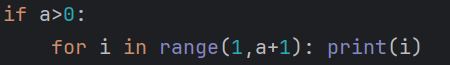 if a>0:
    for i in range(1,a+1): print(i)